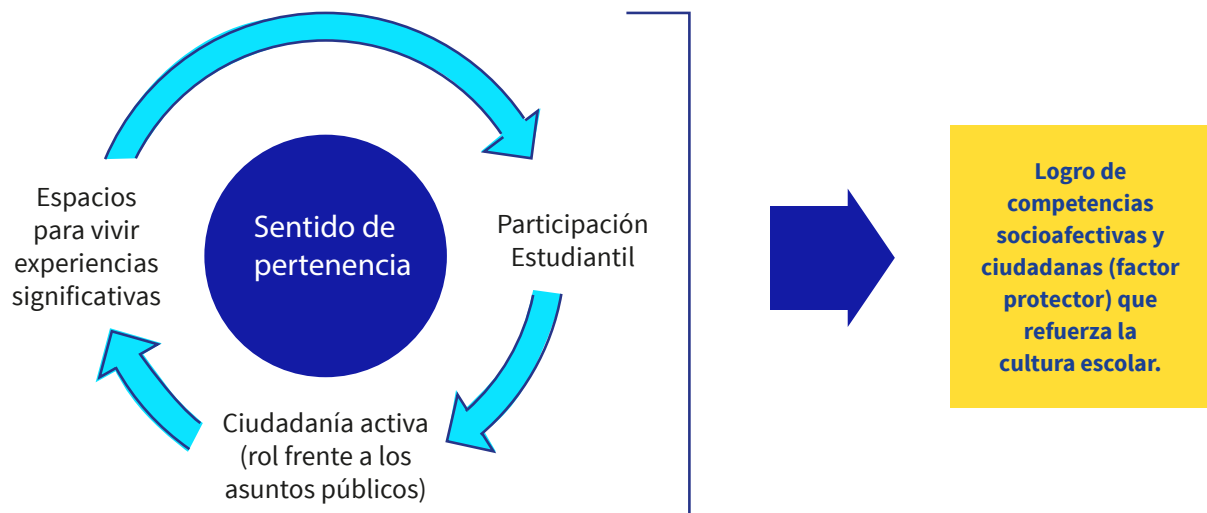 Espacios
para vivir
experiencias
significativas
Sentido de
pertenencia
Participación
Estudiantil
Ciudadanía activa
(rol frente a los
asuntos públicos)
Logro de
competencias
socioafectivas y
ciudadanas (factor
protector) que
refuerza la
cultura escolar.